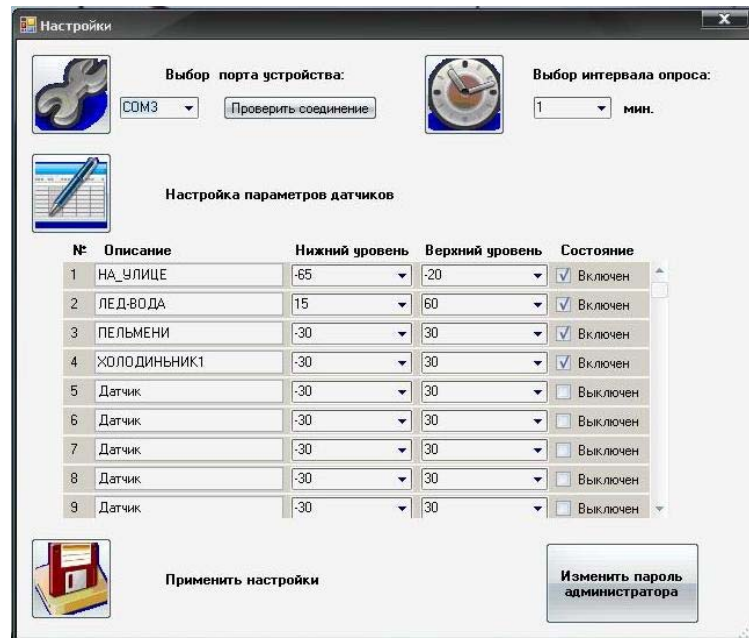 Настройки
Выбор порта устройства:
Выбор интервала опроса:
COM3
Проверить соединение
1
мин.
Настройка параметров датчиков
№ Описание Нижний уровень Верхний уровень Состояние
1 НА_УЛИЦЕ -65 -20 Включен
2 ЛЕД-ВОДА 15 60 Включен
3 ПЕЛЬМЕНИ -30 30 Включен
4 ХОЛОДИНЬНИК1 -30 30 Включен
5 Датчик -30 30 Выключен
6 Датчик -30 30 Выключен
7 Датчик -30 30 Выключен
8 Датчик -30 30 Выключен
9 Датчик -30 30 Выключен
Применить настройки
Изменить пароль
администратора